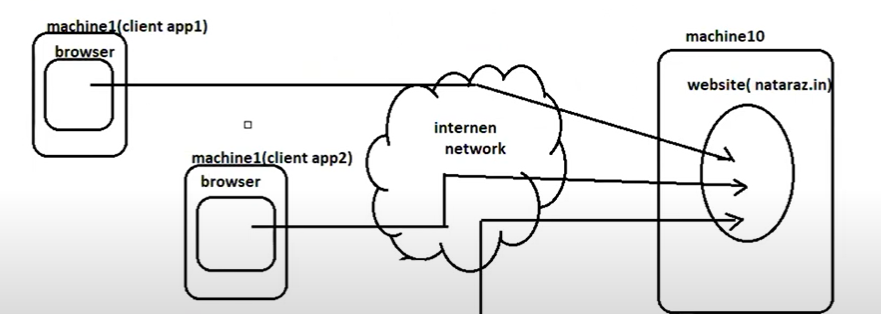 machine1(client app1)
browser
machine10
website( nataraz.in)
internen
network
machine1(client app2)
browser